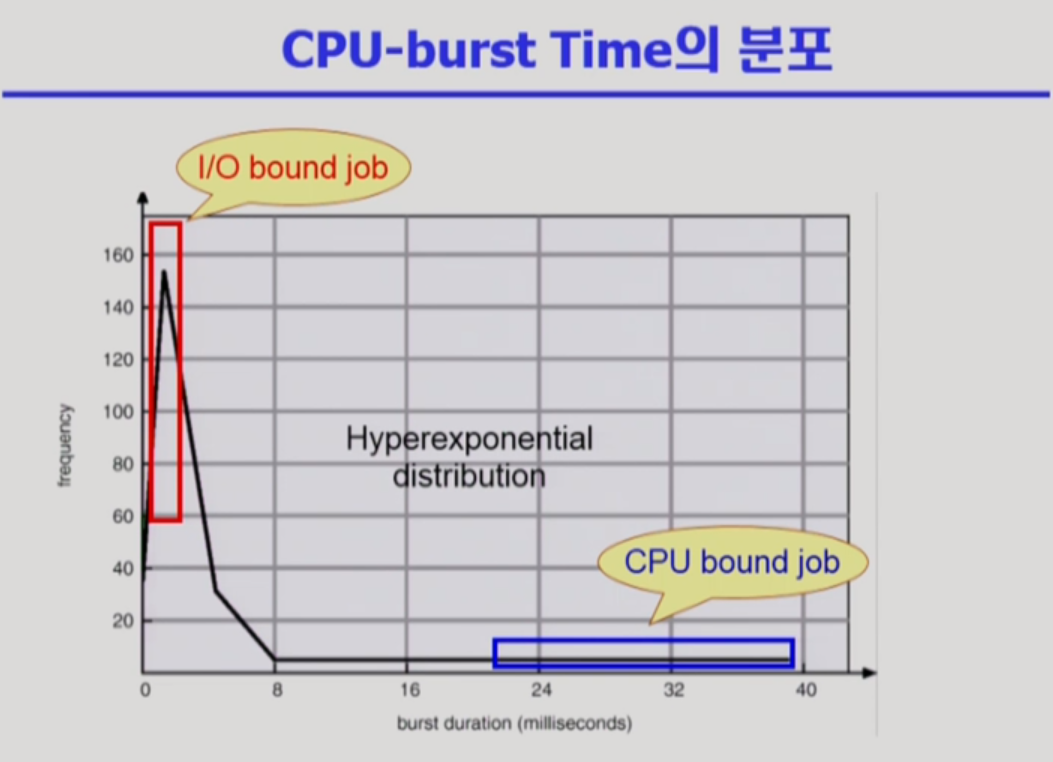 CPU-burst Time의 분포
I/O bound job
160
140
120
100
80
60
40
20
frequency
Hyperexponential
distribution
CPU bound job
0 8 16 24 32 40
burst duration (milliseconds)